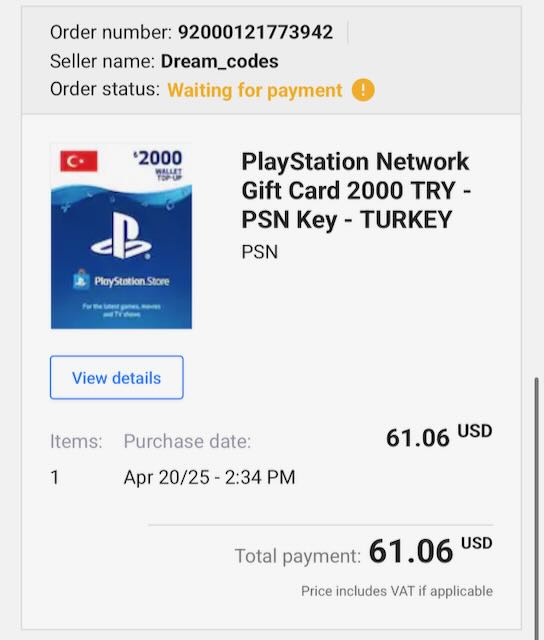 Order number: 92000121773942
Seller name: Dream_codes
Order status: Waiting for payment !
₺2000
WALLET
TOP-UP
PlayStation.Store
For the latest games, movies
and TV shows
PlayStation Network
Gift Card 2000 TRY -
PSN Key - TURKEY
PSN
View details
Items: Purchase date: 61.06 USD
1 Apr 20/25 - 2:34 PM
Total payment: 61.06 USD
Price includes VAT if applicable